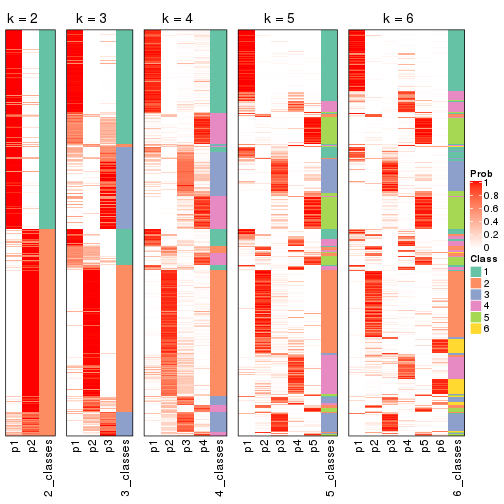 k = 2
k = 3
k = 4
k = 5
k = 6
p1
p2
2_classes
p1
p2
p3
3_classes
p1
p2
p3
p4
4_classes
p1
p2
p3
p4
p5
5_classes
p1
p2
p3
p4
p5
p6
6_classes
Prob
1
0.8
0.6
0.4
0.2
0
Class
1
2
3
4
5
6